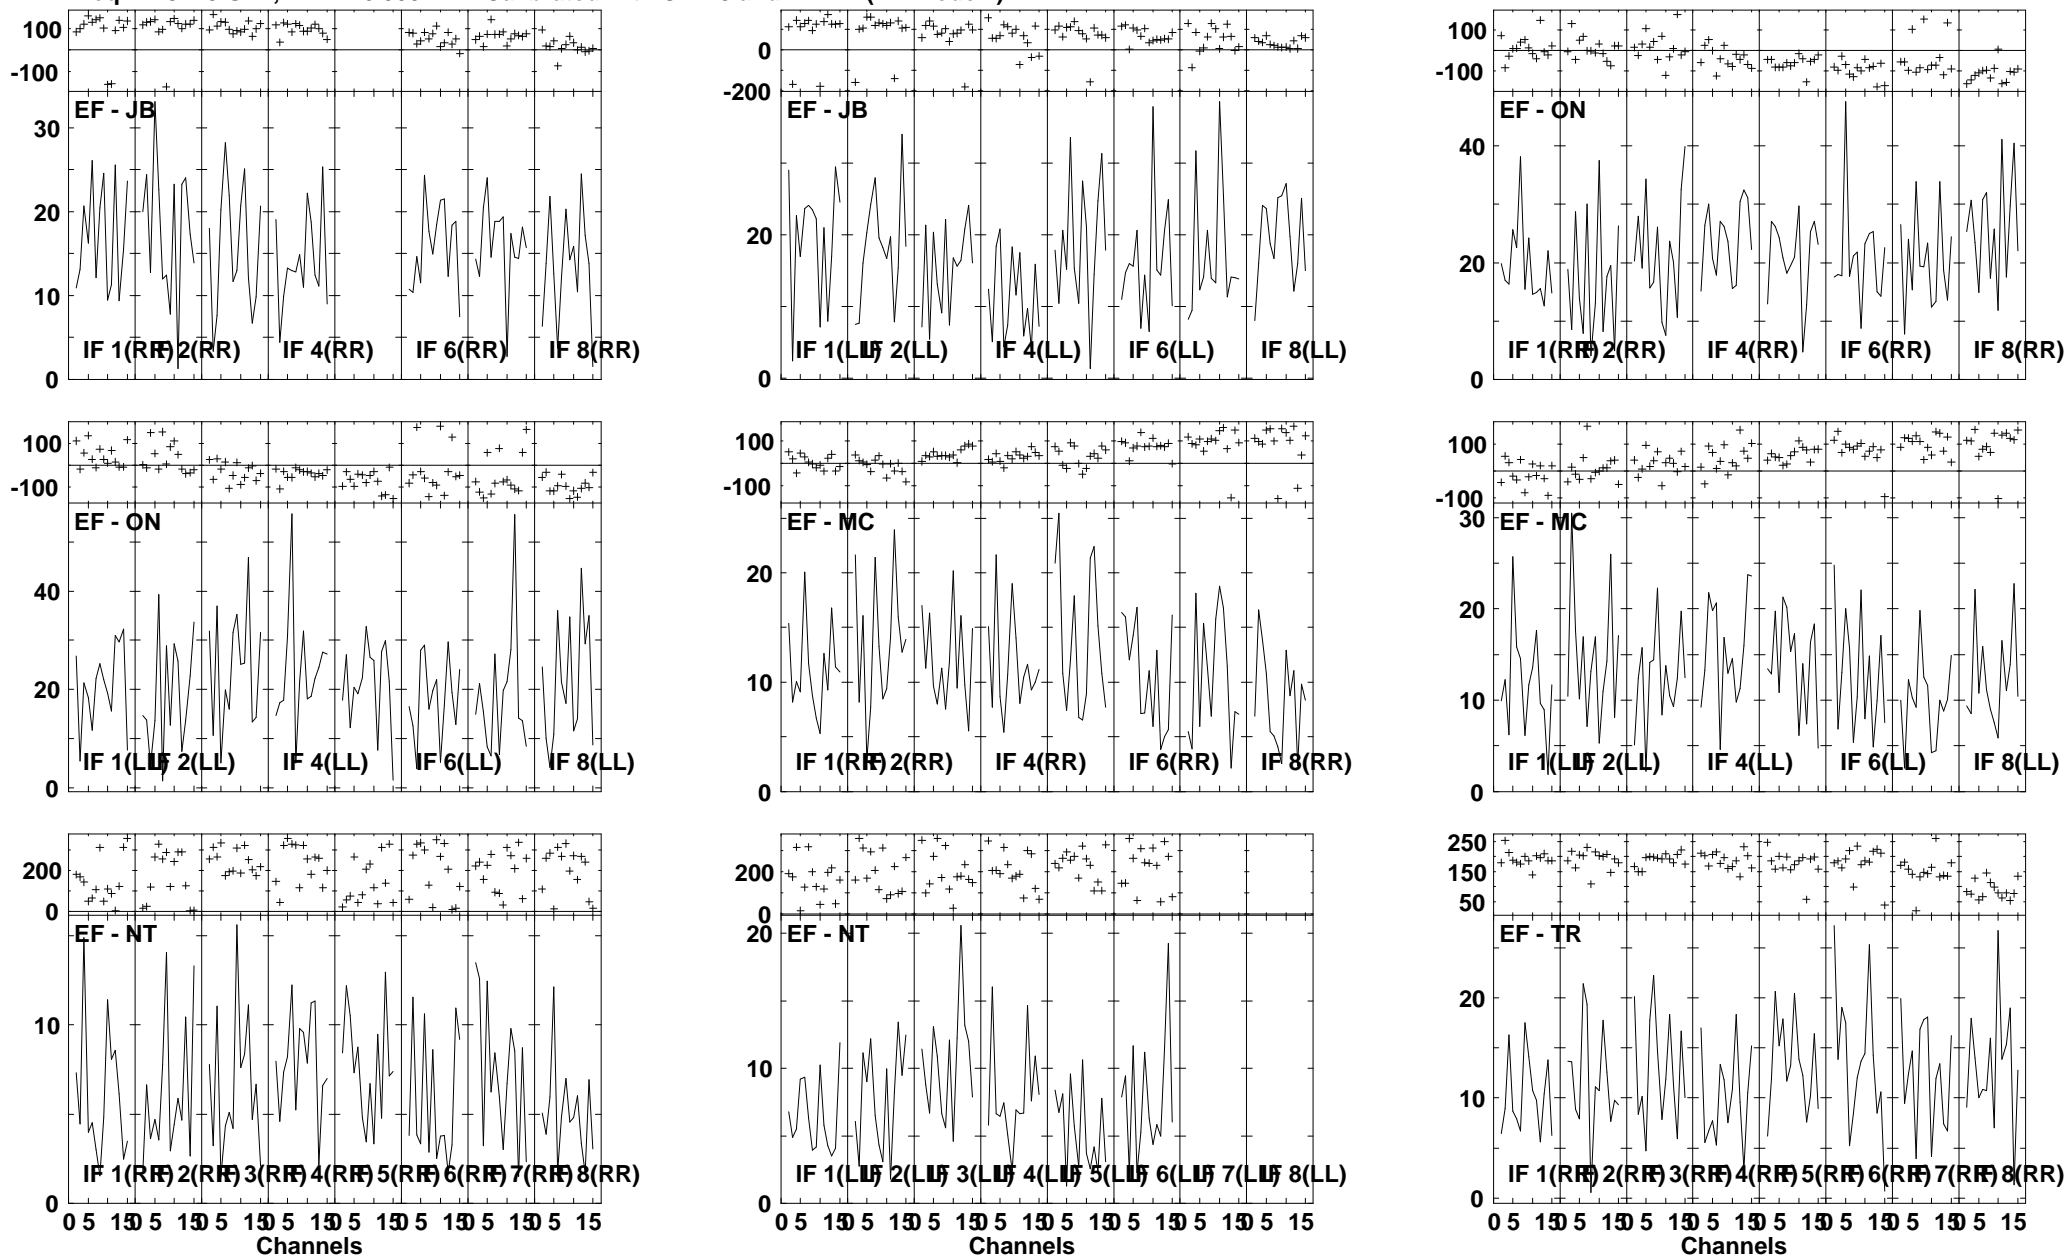 100
-100
EF - JB
30
20
10
0
IF 1(RR) IF 2(RR) IF 4(RR) IF 6(RR) IF 8(RR)
0
-200
EF - JB
20
0
IF 1(LL) IF 2(LL) IF 4(LL) IF 6(LL) IF 8(LL)
100
-100
EF - ON
40
20
0
IF 1(RR) IF 2(RR) IF 4(RR) IF 6(RR) IF 8(RR)
100
-100
EF - ON
40
20
0
IF 1(LL) IF 2(LL) IF 4(LL) IF 6(LL) IF 8(LL)
100
-100
EF - MC
20
10
0
IF 1(RR) IF 2(RR) IF 4(RR) IF 6(RR) IF 8(RR)
100
-100
EF - MC
30
20
10
0
IF 1(LL) IF 2(LL) IF 4(LL) IF 6(LL) IF 8(LL)
200
0
EF - NT
10
0
IF 1(RR) IF 2(RR) IF 3(RR) IF 4(RR) IF 5(RR) IF 6(RR) IF 7(RR) IF 8(RR)
0 5 15 0 5 15 0 5 15 0 5 15 0 5 15 0 5 15 0 5 15 0 5 15
Channels
200
0
EF - NT
20
10
0
IF 1(LL) IF 2(LL) IF 3(LL) IF 4(LL) IF 5(LL) IF 6(LL) IF 7(LL) IF 8(LL)
0 5 15 0 5 15 0 5 15 0 5 15 0 5 15 0 5 15 0 5 15 0 5 15
Channels
250
150
50
EF - TR
20
10
0
IF 1(RR) IF 2(RR) IF 3(RR) IF 4(RR) IF 5(RR) IF 6(RR) IF 7(RR) IF 8(RR)
0 5 15 0 5 15 0 5 15 0 5 15 0 5 15 0 5 15 0 5 15 0 5 15
Channels